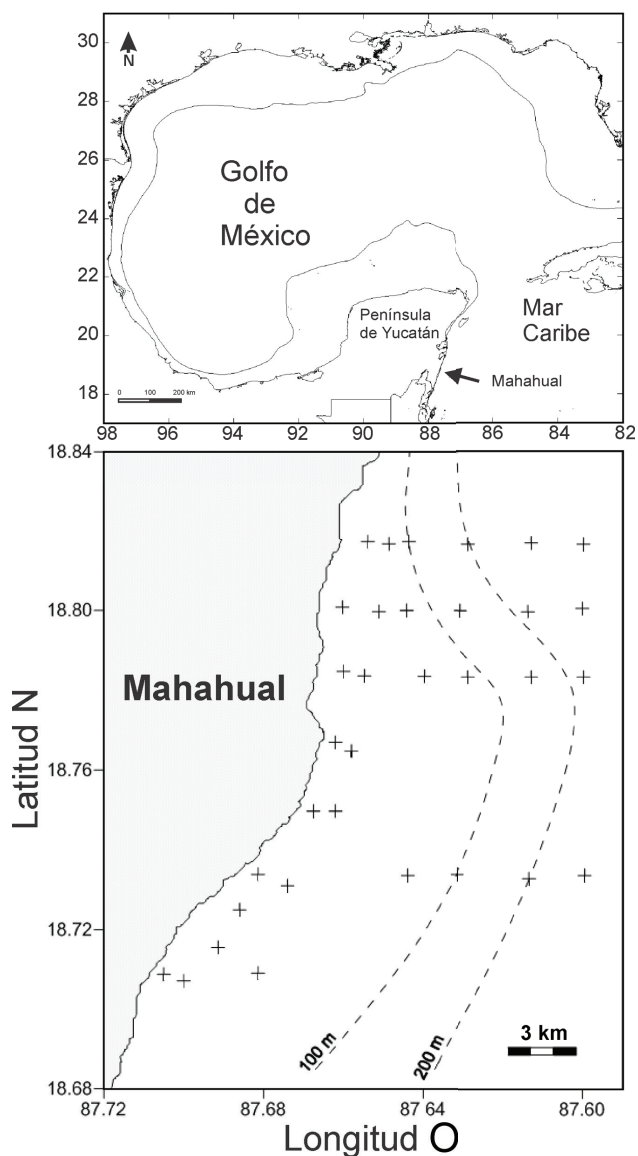 30
28
26
24
22
20
18
N
Golfo
de
México
Península
de Yucatán
Mar
Caribe
Mahahual
0 100 200 km
98 96 94 92 90 88 86 84 82
18.84
18.80
18.76
18.72
18.68
Latitud N
Mahahual
100 m
200 m
3 km
87.72 87.68 87.64 87.60
Longitud O